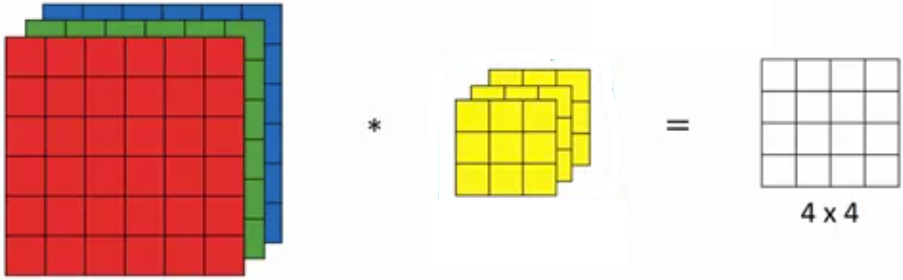 * =
4 x 4